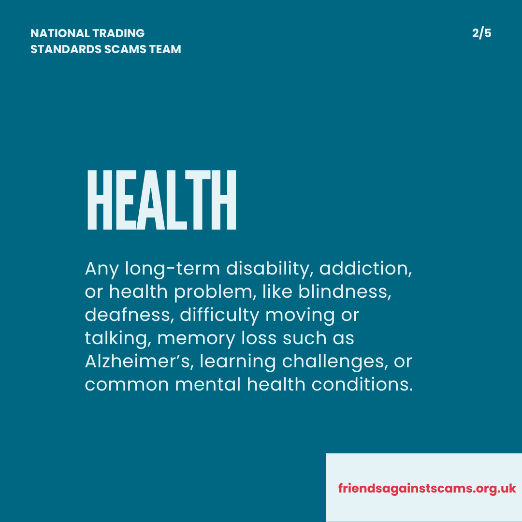 NATIONAL TRADING
STANDARDS SCAMS TEAM
2/5
HEALTH
Any long-term disability, addiction,
or health problem, like blindness,
deafness, difficulty moving or
talking, memory loss such as
Alzheimer's, learning challenges, or
common mental health conditions.
friendsagainstscams.org.uk